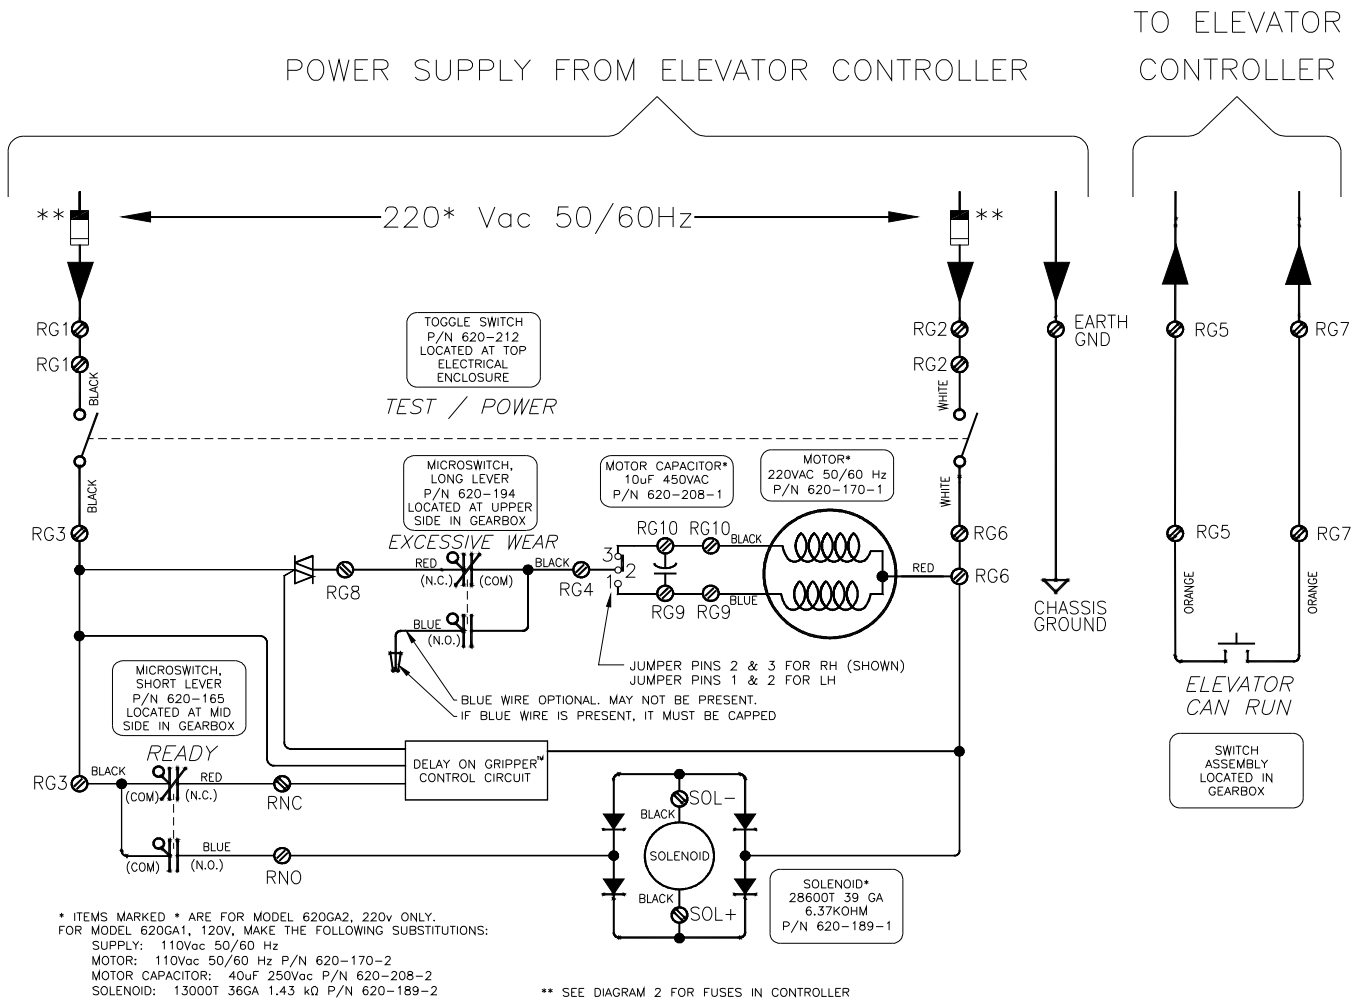 TO ELEVATOR
CONTROLLER
POWER SUPPLY FROM ELEVATOR CONTROLLER
**
220* Vac 50/60Hz
**
RG1
RG1
BLACK
TOGGLE SWITCH
P/N 620-212
LOCATED AT TOP
ELECTRICAL
ENCLOSURE
TEST / POWER
RG2
RG2
WHITE
EARTH
GND
RG5
RG7
BLACK
RG3
MICROSWITCH,
LONG LEVER
P/N 620-194
LOCATED AT UPPER
SIDE IN GEARBOX
EXCESSIVE WEAR
MOTOR CAPACITOR*
10uF 450VAC
P/N 620-208-1
MOTOR*
220VAC 50/60 Hz
P/N 620-170-1
WHITE
RG6
RG5
RG7
RG8
RED
(N.C.)
(COM)
BLACK
RG4
3
2
1
RG10
RG10
BLACK
RG9
RG9
BLUE
RED
RG6
BLUE
(N.O.)
CHASSIS
GROUND
ORANGE
ORANGE
JUMPER PINS 2 & 3 FOR RH (SHOWN)
JUMPER PINS 1 & 2 FOR LH
BLUE WIRE OPTIONAL. MAY NOT BE PRESENT.
IF BLUE WIRE IS PRESENT, IT MUST BE CAPPED
ELEVATOR
CAN RUN
SWITCH
ASSEMBLY
LOCATED IN
GEARBOX
MICROSWITCH,
SHORT LEVER
P/N 620-165
LOCATED AT MID
SIDE IN GEARBOX
READY
RG3
BLACK
(COM)
RED
(N.C.)
RNC
DELAY ON GRIPPER™
CONTROL CIRCUIT
(COM)
BLUE
(N.O.)
RNO
SOL-
BLACK
SOLENOID
BLACK
SOL+
SOLENOID*
28600T 39 GA
6.37KOHM
P/N 620-189-1
* ITEMS MARKED * ARE FOR MODEL 620GA2, 220v ONLY.
FOR MODEL 620GA1, 120V, MAKE THE FOLLOWING SUBSTITUTIONS:
SUPPLY: 110Vac 50/60 Hz
MOTOR: 110Vac 50/60 Hz P/N 620-170-2
MOTOR CAPACITOR: 40uF 250Vac P/N 620-208-2
SOLENOID: 13000T 36GA 1.43 kΩ P/N 620-189-2
** SEE DIAGRAM 2 FOR FUSES IN CONTROLLER